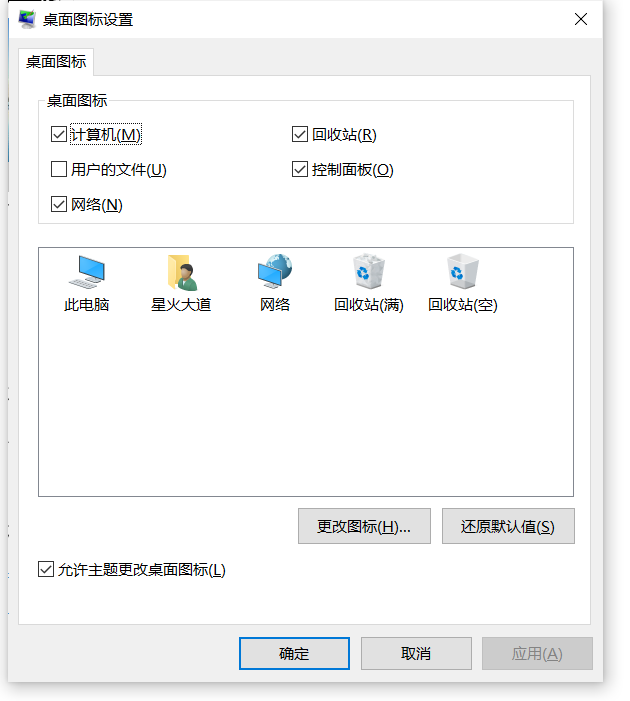 桌面图标设置
桌面图标
桌面图标
计算机(M) 回收站(R)
用户的文件(U) 控制面板(O)
网络(N)
此电脑 星火大道 网络 回收站(满) 回收站(空)
更改图标(H)... 还原默认值(S)
允许主题更改桌面图标(L)
确定 取消 应用(A)